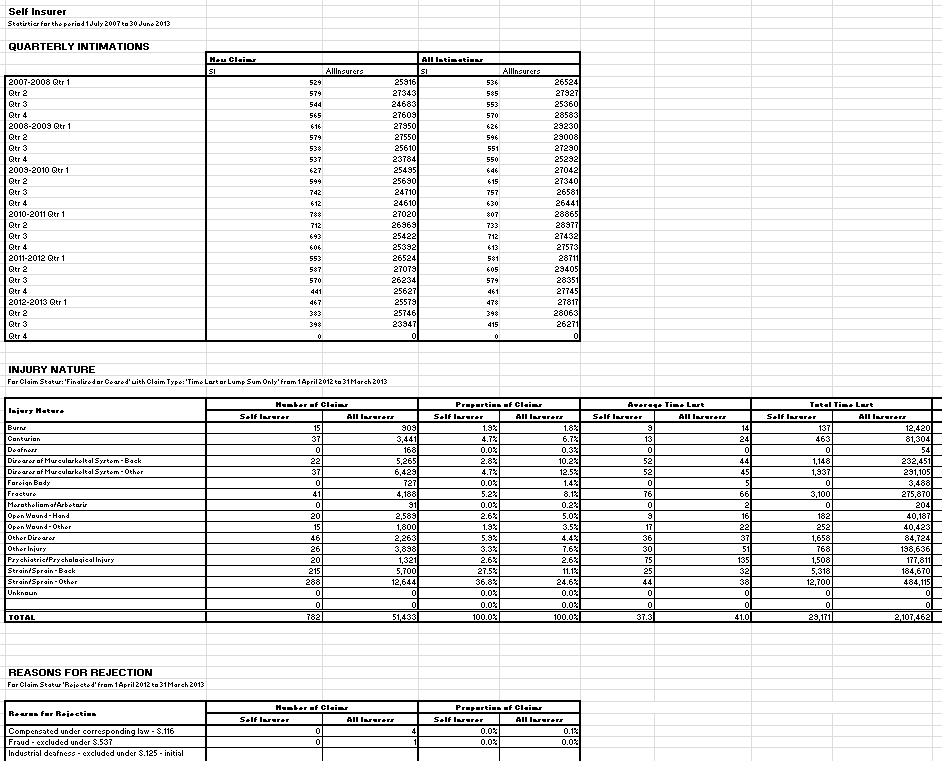 Self Insurer
Statistics for the period 1 July 2007 to 30 June 2013
QUARTERLY INTIMATIONS
New Claims All Intimations
SI AllInsurers SI AllInsurers
2007-2008 Qtr 1 529 25916 536 26524
Qtr 2 579 27343 585 27927
Qtr 3 544 24683 553 25360
Qtr 4 565 27609 570 28583
2008-2009 Qtr 1 616 27950 626 29230
Qtr 2 579 27550 596 29008
Qtr 3 538 25610 551 27290
Qtr 4 537 23784 550 25292
2009-2010 Qtr 1 627 25495 646 27042
Qtr 2 599 25690 615 27340
Qtr 3 742 24710 757 26581
Qtr 4 612 24610 630 26441
2010-2011 Qtr 1 788 27020 807 28865
Qtr 2 712 26969 733 28977
Qtr 3 693 25422 712 27432
Qtr 4 606 25392 613 27573
2011-2012 Qtr 1 553 26524 581 28711
Qtr 2 587 27079 605 29405
Qtr 3 570 26234 579 28351
Qtr 4 441 25627 461 27745
2012-2013 Qtr 1 467 25579 478 27817
Qtr 2 383 25746 398 28063
Qtr 3 398 23947 415 26271
Qtr 4 0 0 0 0
INJURY NATURE
For Claim Status: 'Finalised or Ceased' with Claim Type: 'Time Lost or Lump Sum Only' from 1 April 2012 to 31 March 2013
Number of Claims Proportion of Claims Average Time Lost Total Time Lost
Injury Nature Self Insurer All Insurers Self Insurer All Insurers Self Insurer All Insurers Self Insurer All Insurers
Burns 15 909 1.9% 1.8% 9 14 137 12,420
Contusion 37 3,441 4.7% 6.7% 13 24 463 81,304
Deafness 0 168 0.0% 0.3% 0 0 0 54
Diseases of Musculoskeltal System - Back 22 5,265 2.8% 10.2% 52 44 1,148 232,451
Diseases of Musculoskeltal System - Other 37 6,429 4.7% 12.5% 52 45 1,937 291,105
Foreign Body 0 727 0.0% 1.4% 0 5 0 3,488
Fracture 41 4,188 5.2% 8.1% 76 66 3,100 275,870
Mesothelioma/Asbetosis 0 91 0.0% 0.2% 0 2 0 204
Open Wound - Hand 20 2,589 2.6% 5.0% 9 16 182 40,187
Open Wound - Other 15 1,800 1.9% 3.5% 17 22 252 40,423
Other Diseases 46 2,263 5.9% 4.4% 36 37 1,658 84,724
Other Injury 26 3,898 3.3% 7.6% 30 51 768 198,636
Psychiatric/Psychological Injury 20 1,321 2.6% 2.6% 75 135 1,508 177,811
Strain/Sprain - Back 215 5,700 27.5% 11.1% 25 32 5,318 184,670
Strain/Sprain - Other 288 12,644 36.8% 24.6% 44 38 12,700 484,115
Unknown 0 0 0.0% 0.0% 0 0 0 0
0 0 0.0% 0.0% 0 0 0 0
TOTAL 782 51,433 100.0% 100.0% 37.3 41.0 29,171 2,107,462
REASONS FOR REJECTION
For Claim Status 'Rejected' from 1 April 2012 to 31 March 2013
Number of Claims Proportion of Claims
Reason for Rejection Self Insurer All Insurers Self Insurer All Insurers
Compensated under corresponding law - S.116 0 4 0.0% 0.1%
Fraud - excluded under S.537 0 1 0.0% 0.0%
Industrial deafness - excluded under S.125 - initial